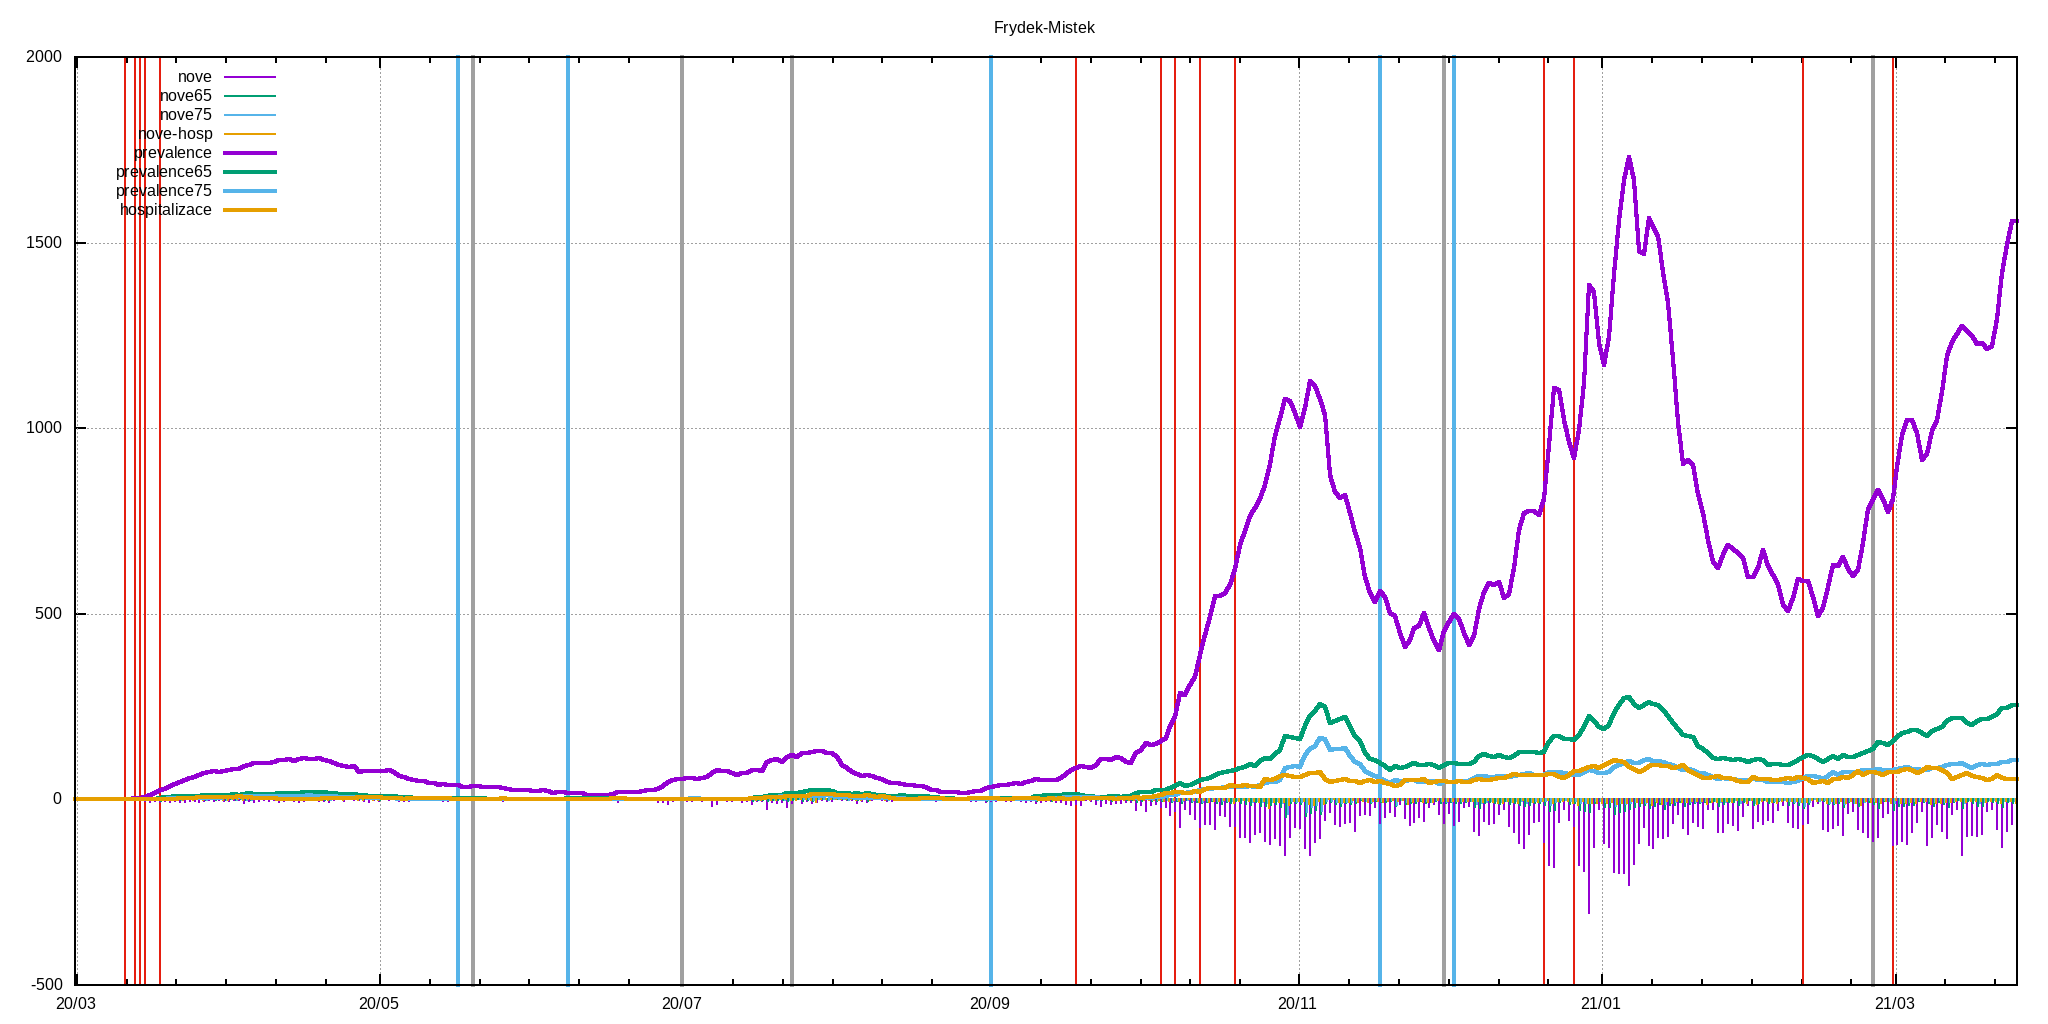 Frydek-Mistek
2000
nove
nove65
nove75
nove-hosp
prevalence
prevalence65
prevalence75
hospitalizace
1500
1000
500
0
-500
20/03 20/05 20/07 20/09 20/11 21/01 21/03